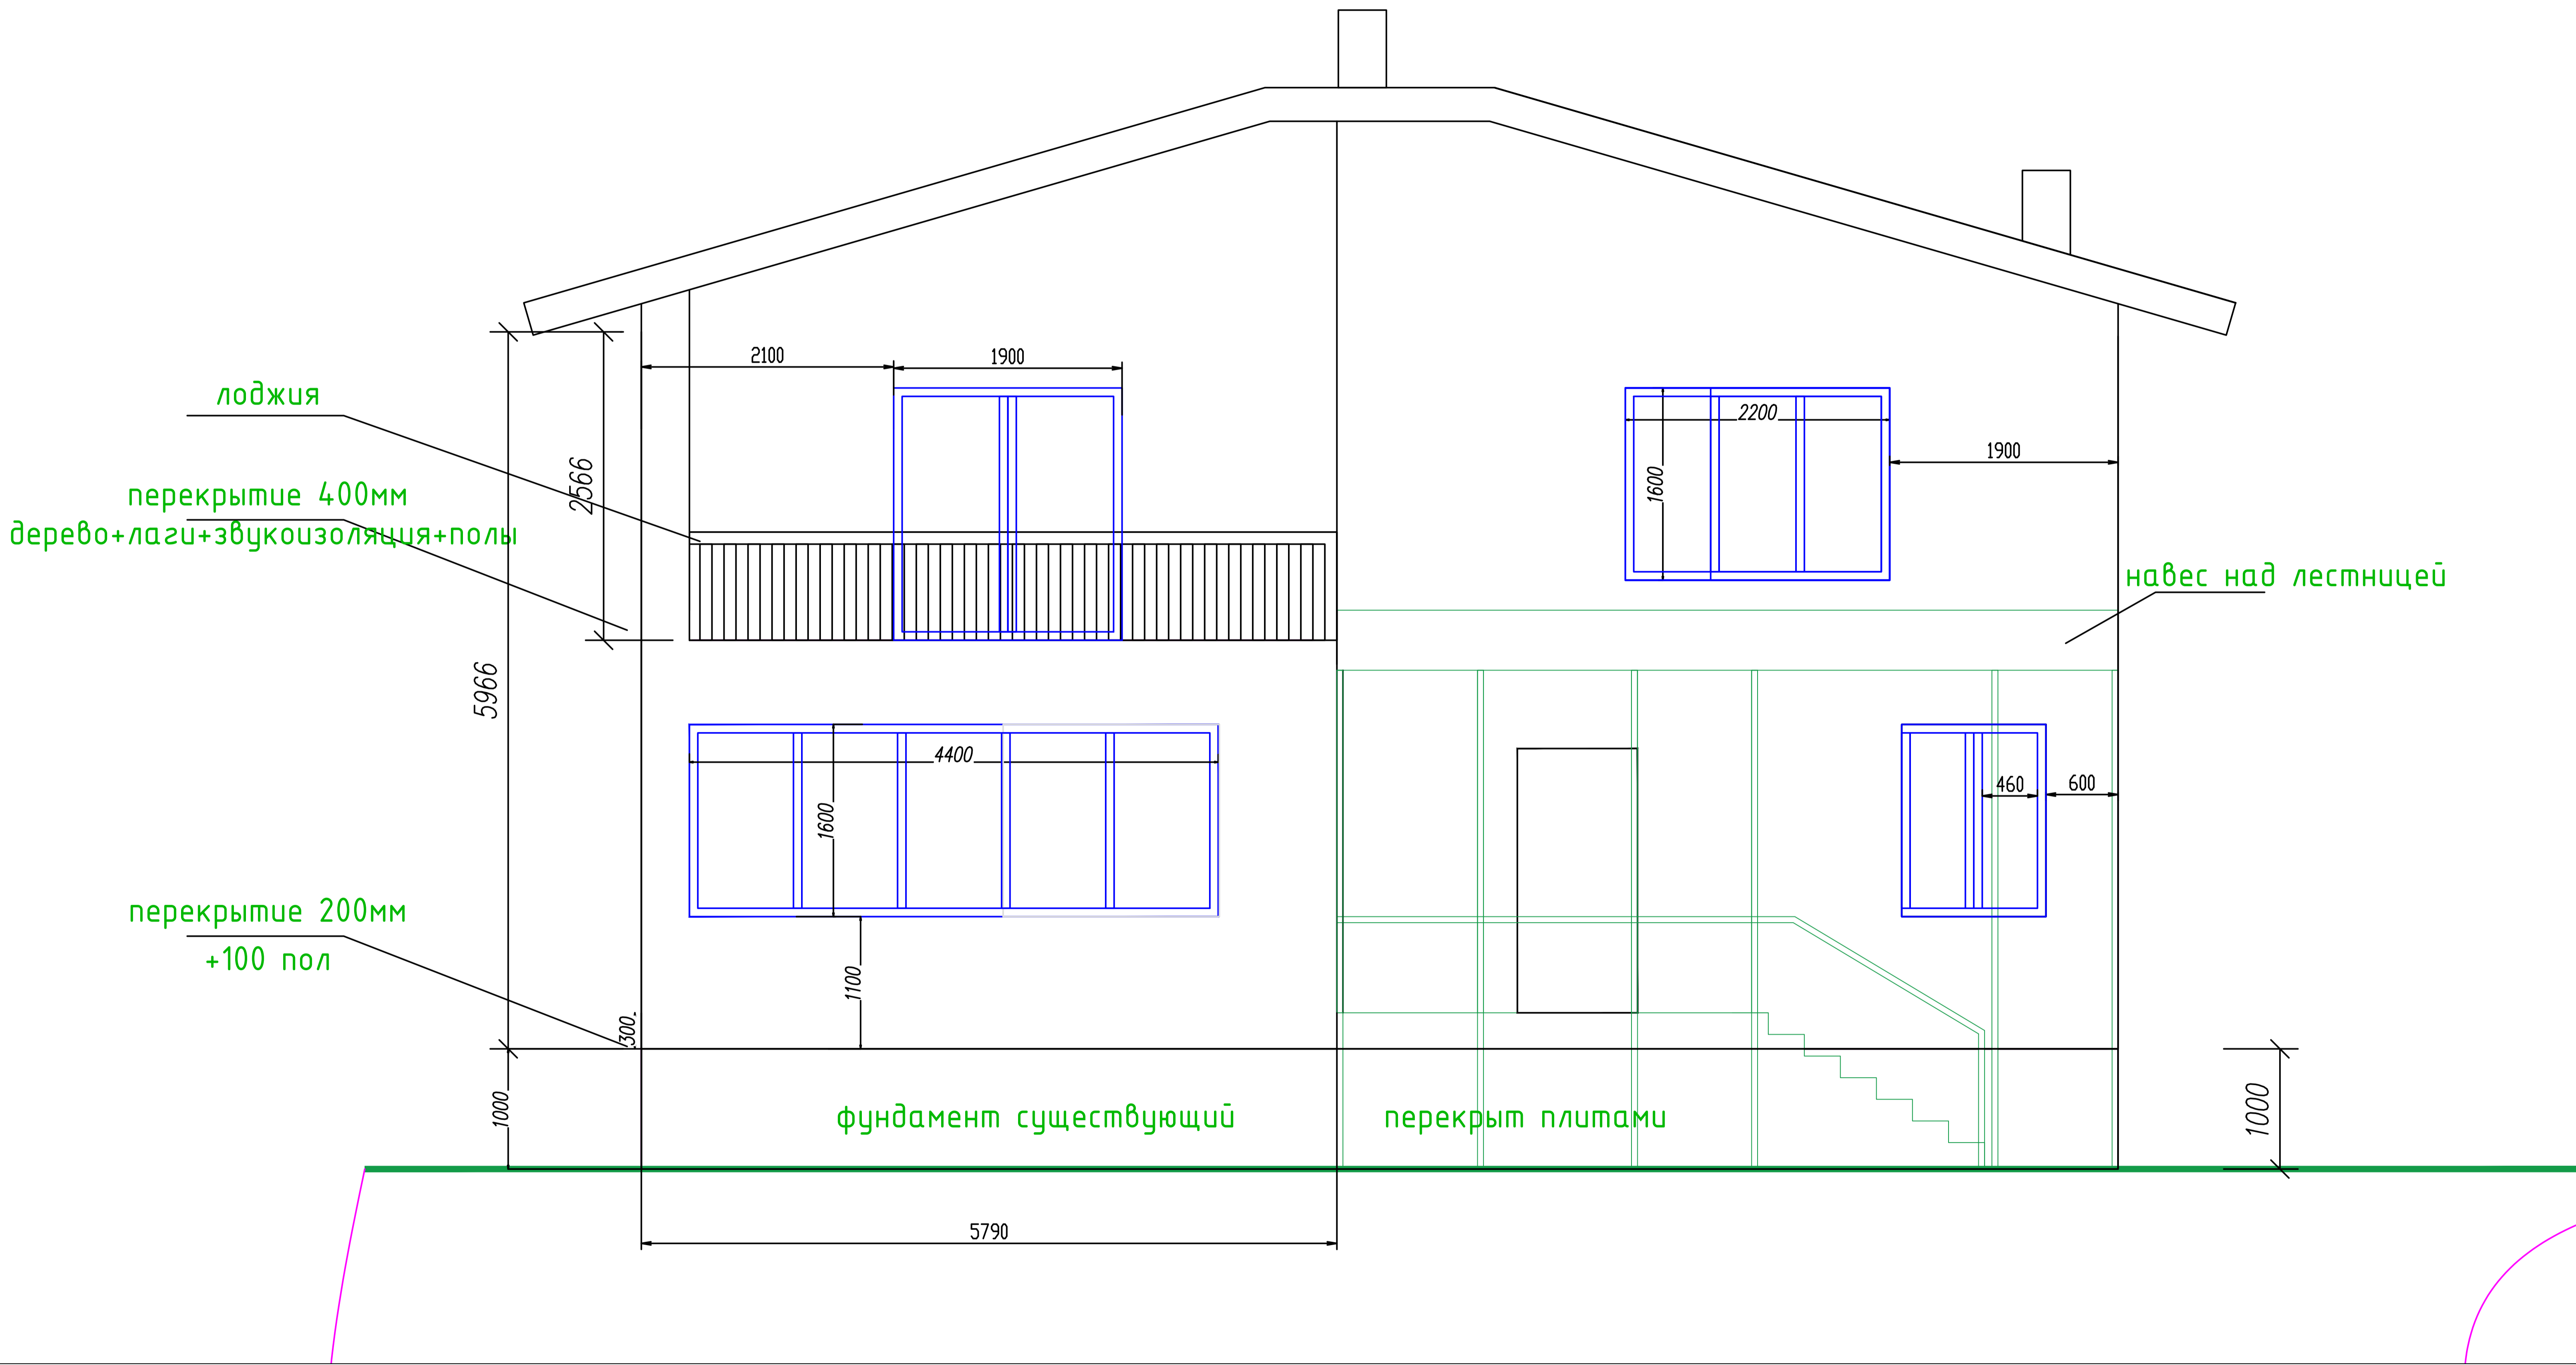 2100
1900
лоджия
2200
1900
2566
1600
перекрытие 400мм
дерево+лаги+звукоизоляция+полы
навес над лестницей
5966
4400
460
600
1600
перекрытие 200мм
+100 пол
1100
300
1000
фундамент существующий
перекрыт плитами
1000
5790